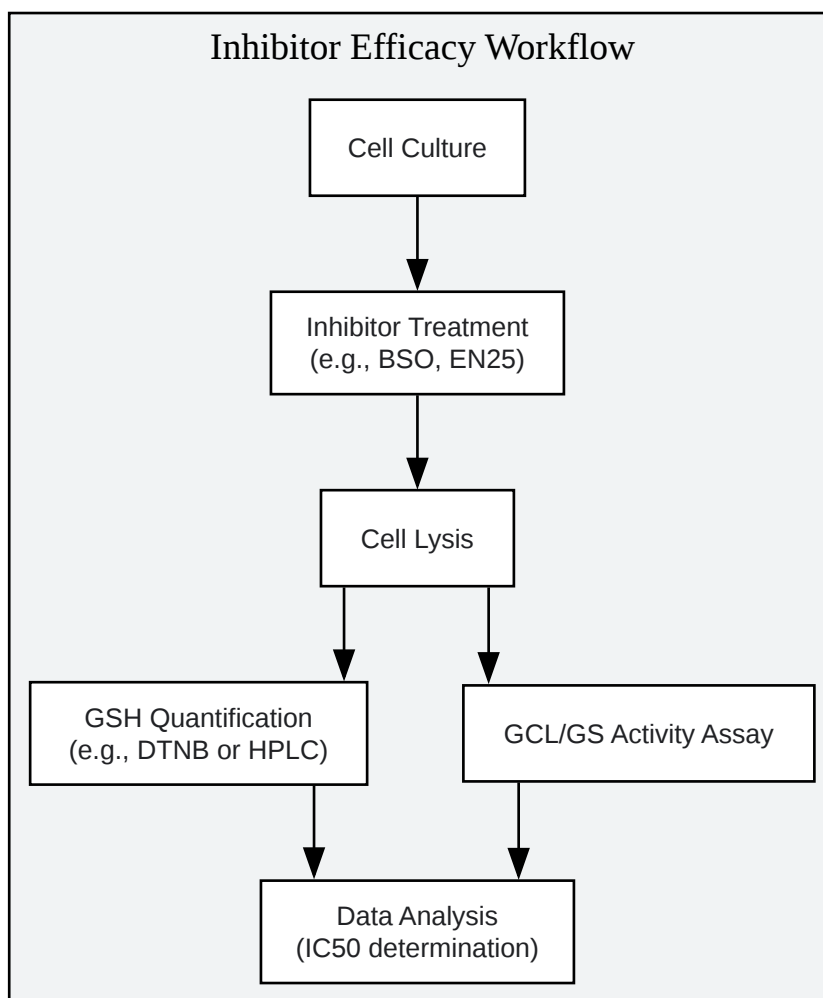 Inhibitor Efficacy Workflow
Cell Culture
Inhibitor Treatment
(e.g., BSO, EN25)
Cell Lysis
GSH Quantification
(e.g., DTNB or HPLC)
GCL/GS Activity Assay
Data Analysis
(IC50 determination)